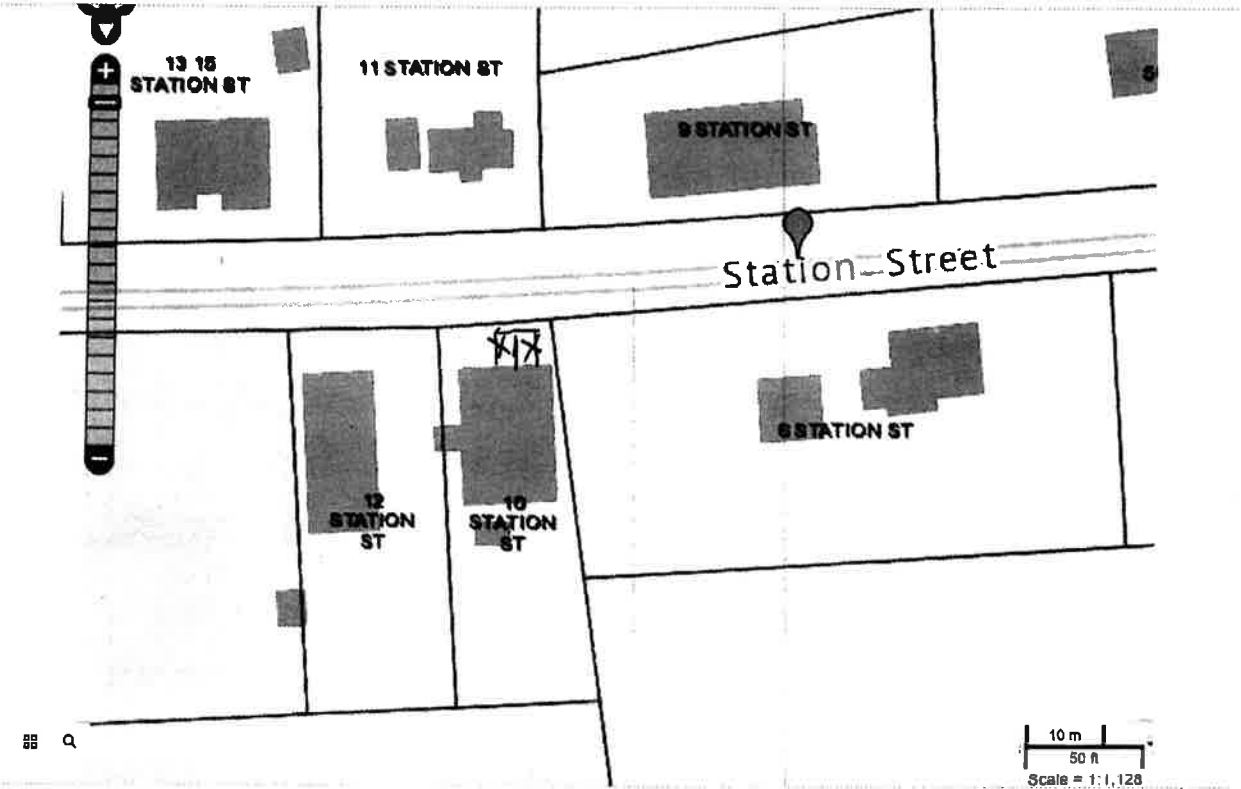 13 15
STATION ST
11 STATION ST
9 STATION ST
Station Street
6 STATION ST
12
STATION
ST
10
STATION
ST
10 m
50 ft
Scale = 1:1,128